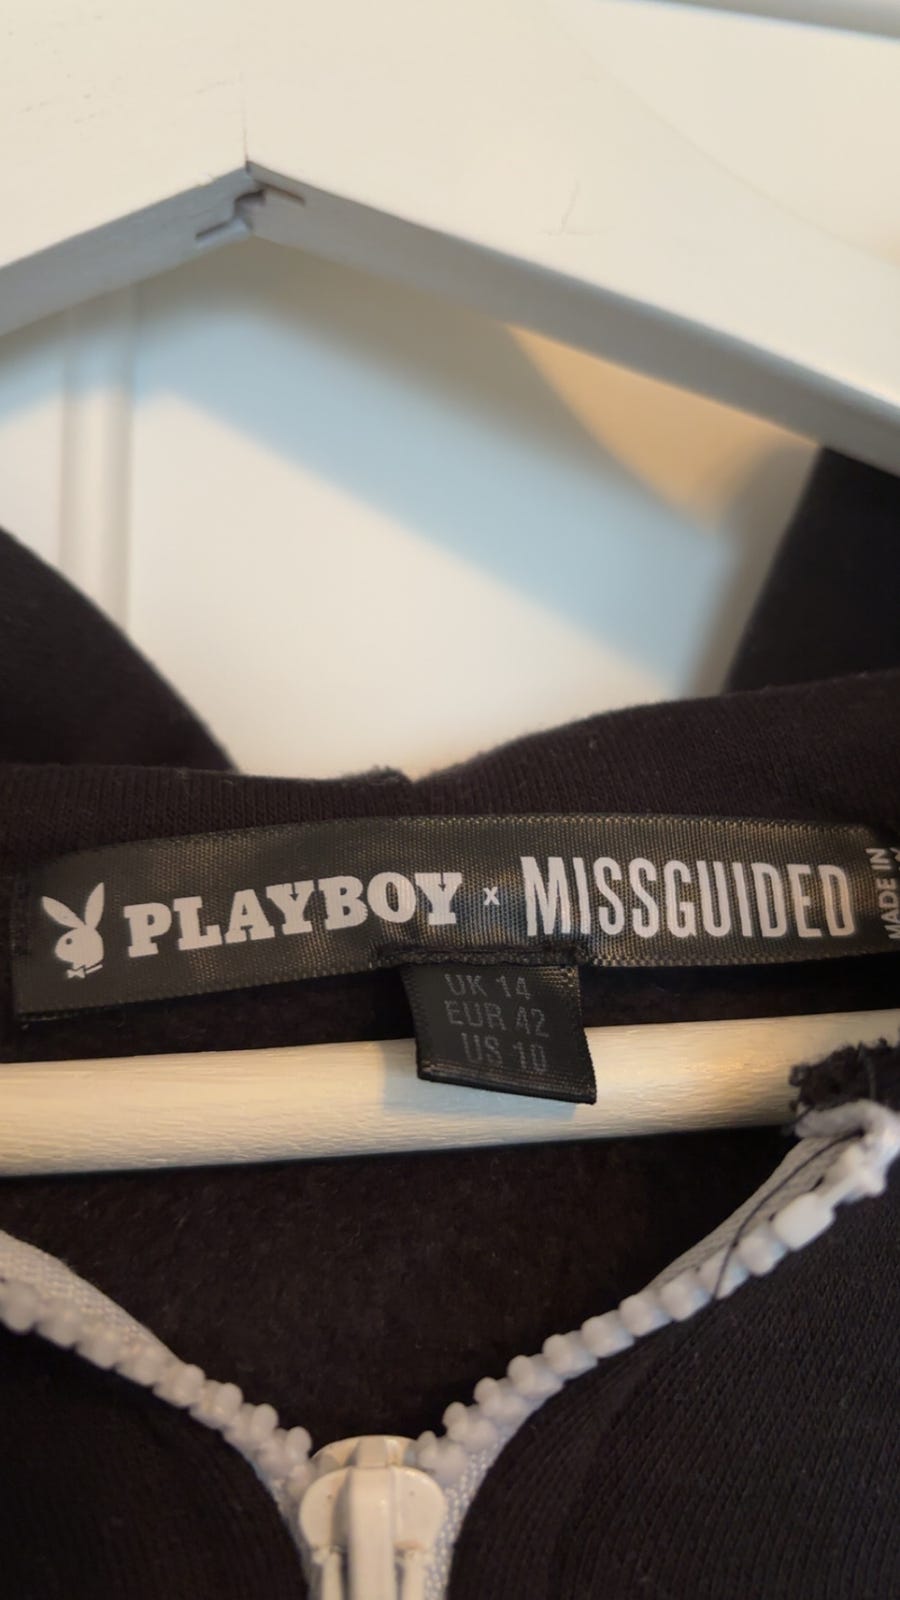 PLAYBOY x MISSGUIDED
MADE IN
UK 14
EUR 42
US 10